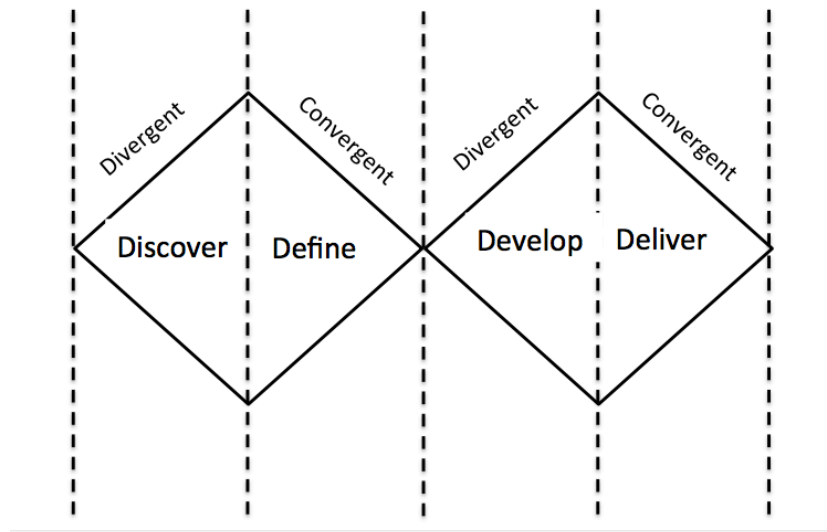 Divergent
Convergent
Divergent
Convergent
Discover
Define
Develop
Deliver